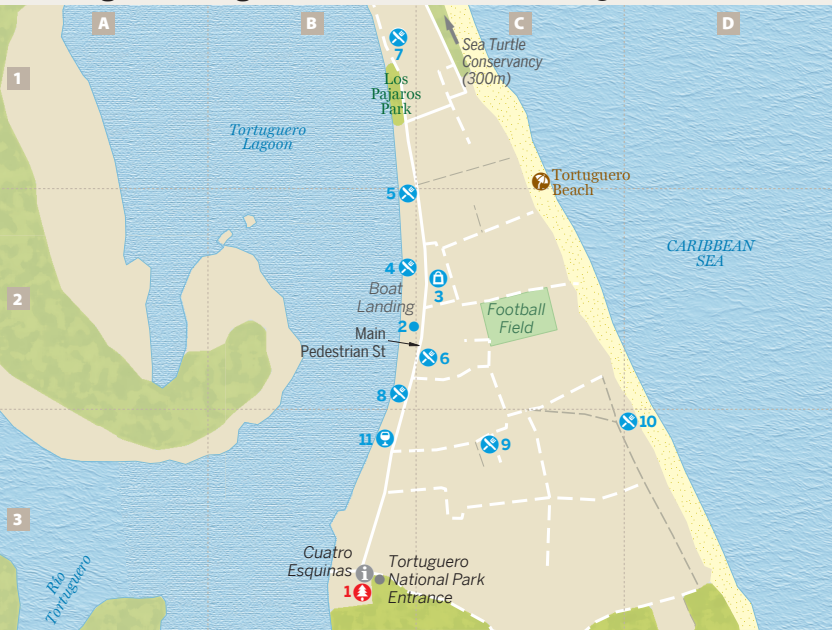 A
B
C
D
1
2
3
7
Sea Turtle
Conservancy
(300m)
Los
Pajaros
Park
Tortuguero
Lagoon
Tortuguero
Beach
5
CARIBBEAN
SEA
4
3
Boat
Landing
Football
Field
2
Main
Pedestrian St
6
8
10
11
9
Cuatro
Esquinas
Tortuguero
National Park
Entrance
1
Río
Tortuguero